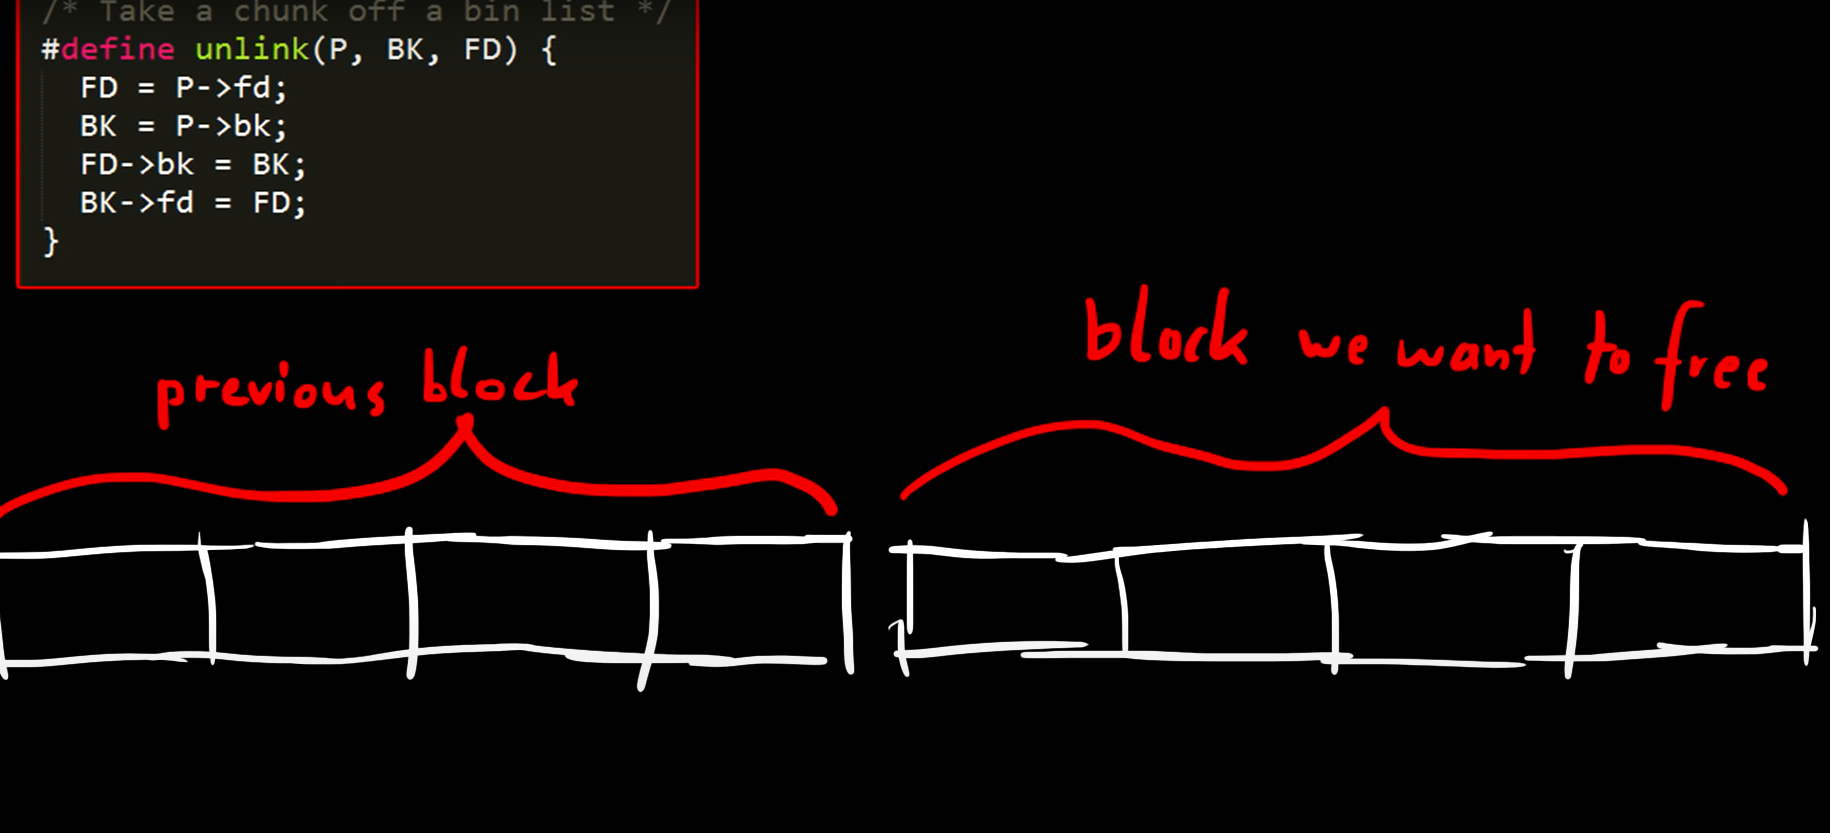 /* Take a chunk off a bin list */
#define unlink(P, BK, FD) {
  FD = P->fd;
  BK = P->bk;
  FD->bk = BK;
  BK->fd = FD;
}
previous block
block we want to free